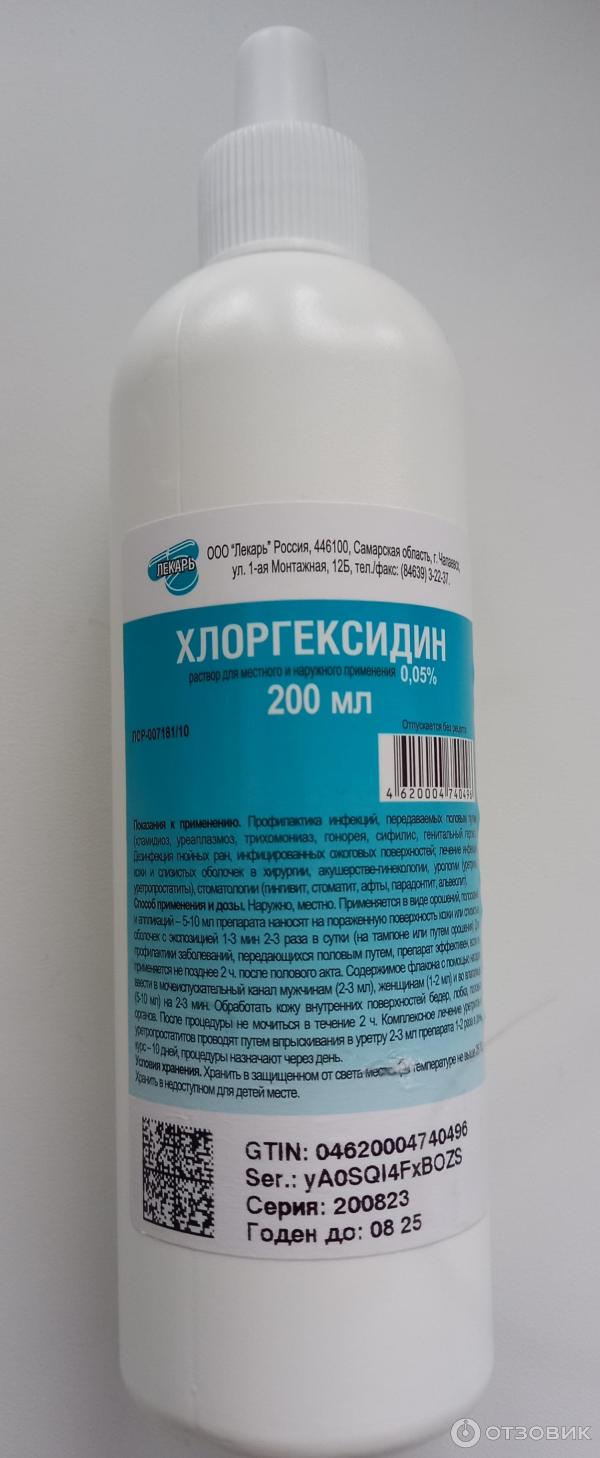 ЛЕКАРЬ
ООО "Лекарь" Россия, 446100, Самарская область, г. Чапаевск,
ул. 1-ая Монтажная, 12Б, тел./факс: (84639) 3-22-37.
ХЛОРГЕКСИДИН
раствор для местного и наружного применения 0,05%
200 мл
Отпускается без рецепта
ЛСР-007181/10
4 620004 740496
Показания к применению. Профилактика инфекций, передаваемых половым путем
(хламидиоз, уреаплазмоз, трихомониаз, гонорея, сифилис, генитальный
Дезинфекция гнойных ран, инфицированных ожоговых поверхностей; лечение
кожи и слизистых оболочек в хирургии, акушерстве-гинекологии, урологии
уретропростатиты), стоматологии (гингивит, стоматит, афты, парадонтит, альвеолит).
Способ применения и дозы. Наружно, местно. Применяется в виде орошений, полосканий
и аппликаций – 5-10 мл препарата наносят на пораженную поверхность кожи или
оболочек с экспозицией 1-3 мин 2-3 раза в сутки (на тампоне или путем орошения).
профилактики заболеваний, передающихся половым путем, препарат эффективен, если
применяется не позднее 2 ч. после полового акта. Содержимое флакона с помощью
ввести в мочеиспускательный канал мужчинам (2-3 мл), женщинам (1-2 мл) и во
(5-10 мл) на 2-3 мин. Обработать кожу внутренних поверхностей бедер, лобка,
органов. После процедуры не мочиться в течение 2 ч. Комплексное лечение
уретропростатитов проводят путем впрыскивания в уретру 2-3 мл препарата 1-2 раза в
курс – 10 дней, процедуры назначают через день.
Условия хранения. Хранить в защищенном от света месте, температуре не выше
Хранить в недоступном для детей месте.
GTIN: 04620004740496
Ser.: yA0SQI4FxBOZS
Серия: 200823
Годен до: 08 25
ОТЗОВИК